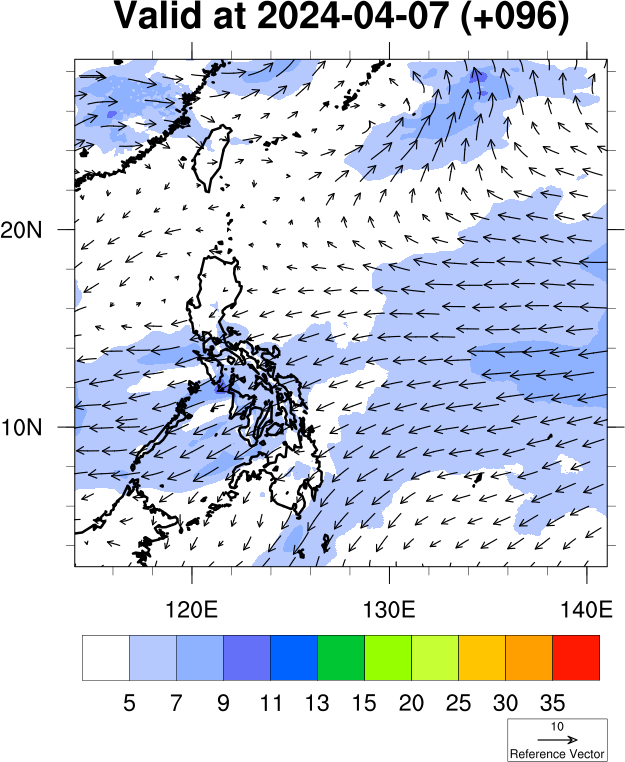 Valid at 2024-04-07 (+096)
20N
10N
120E 130E 140E
5 7 9 11 13 15 20 25 30 35
10
Reference Vector